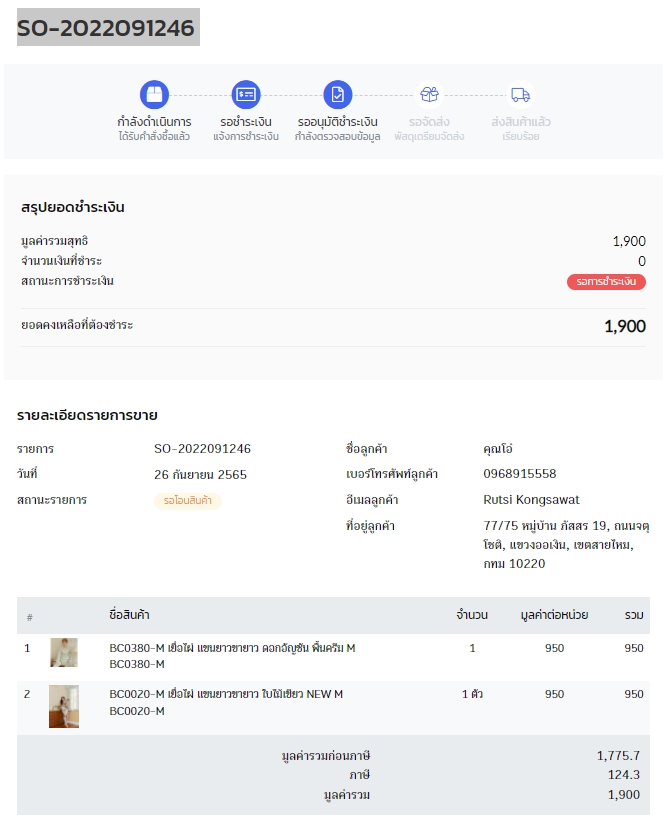 SO-2022091246
กำลังดำเนินการ
ได้รับคำสั่งซื้อแล้ว
รอชำระเงิน
แจ้งการชำระเงิน
รออนุมัติชำระเงิน
กำลังตรวจสอบข้อมูล
รอจัดส่ง
พัสดุเตรียมจัดส่ง
ส่งสินค้าแล้ว
เรียบร้อย
สรุปยอดชำระเงิน
มูลค่ารวมสุทธิ 1,900
จำนวนเงินที่ชำระ 0
สถานะการชำระเงิน รอการชำระเงิน
ยอดคงเหลือที่ต้องชำระ 1,900
รายละเอียดรายการขาย
รายการ SO-2022091246
วันที่ 26 กันยายน 2565
สถานะรายการ รอโอนสินค้า
ชื่อลูกค้า คุณโอ๋
เบอร์โทรศัพท์ลูกค้า 0968915558
อีเมลลูกค้า Rutsi Kongsawat
ที่อยู่ลูกค้า 77/75 หมู่บ้าน ภัสสร 19, ถนนจตุ
โชติ, แขวงออเงิน, เขตสายไหม,
กทม 10220
# ชื่อสินค้า จำนวน มูลค่าต่อหน่วย รวม
1 BC0380-M เยื่อไผ่ แขนยาวขายาว ดอกอัญชัน พื้นครีม M 1 950 950
BC0380-M
2 BC0020-M เยื่อไผ่ แขนยาวขายาว ใบไม้เขียว NEW M 1 ตัว 950 950
BC0020-M
มูลค่ารวมก่อนภาษี 1,775.7
ภาษี 124.3
มูลค่ารวม 1,900